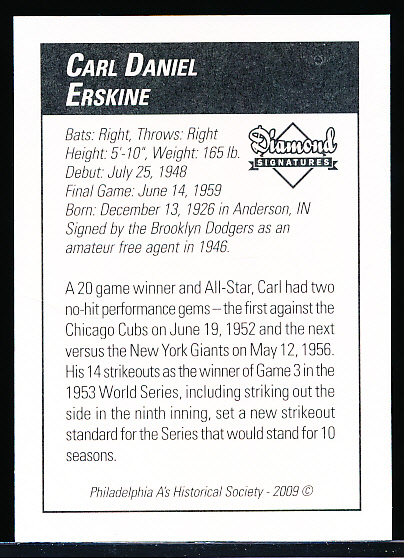 CARL DANIEL
ERSKINE
Bats: Right, Throws: Right
Height: 5'-10", Weight: 165 lb.
Debut: July 25, 1948
Final Game: June 14, 1959
Born: December 13, 1926 in Anderson, IN
Signed by the Brooklyn Dodgers as an
amateur free agent in 1946.
Diamond
SIGNATURES
A 20 game winner and All-Star, Carl had two
no-hit performance gems – the first against the
Chicago Cubs on June 19, 1952 and the next
versus the New York Giants on May 12, 1956.
His 14 strikeouts as the winner of Game 3 in the
1953 World Series, including striking out the
side in the ninth inning, set a new strikeout
standard for the Series that would stand for 10
seasons.
Philadelphia A's Historical Society - 2009 ©